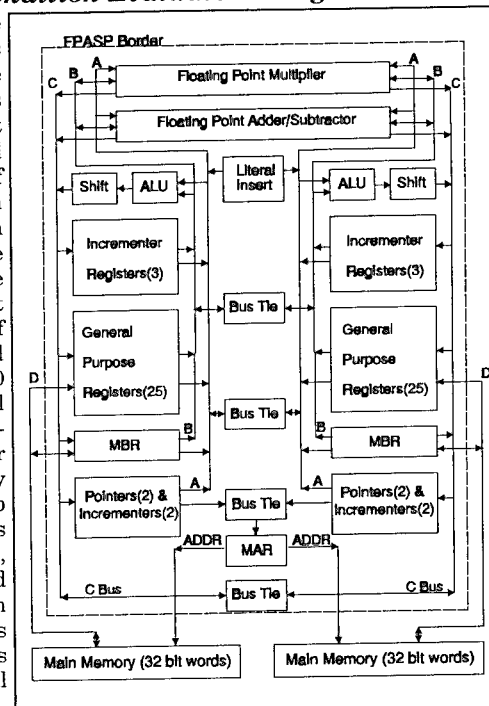 FPASP Border
A
A
B
B
C
C
Floating Point Multiplier
Floating Point Adder/Subtractor
Literal
Insert
Shift
ALU
ALU
Shift
Incrementer
Registers(3)
Incrementer
Registers(3)
Bus Tie
General
Purpose
Registers(25)
General
Purpose
Registers(25)
D
D
Bus Tie
B
B
MBR
MBR
A
A
Pointers(2) &
Incrementers(2)
Pointers(2) &
Incrementers(2)
Bus Tie
ADDR
MAR
ADDR
C Bus
Bus Tie
C Bus
Main Memory (32 bit words)
Main Memory (32 bit words)